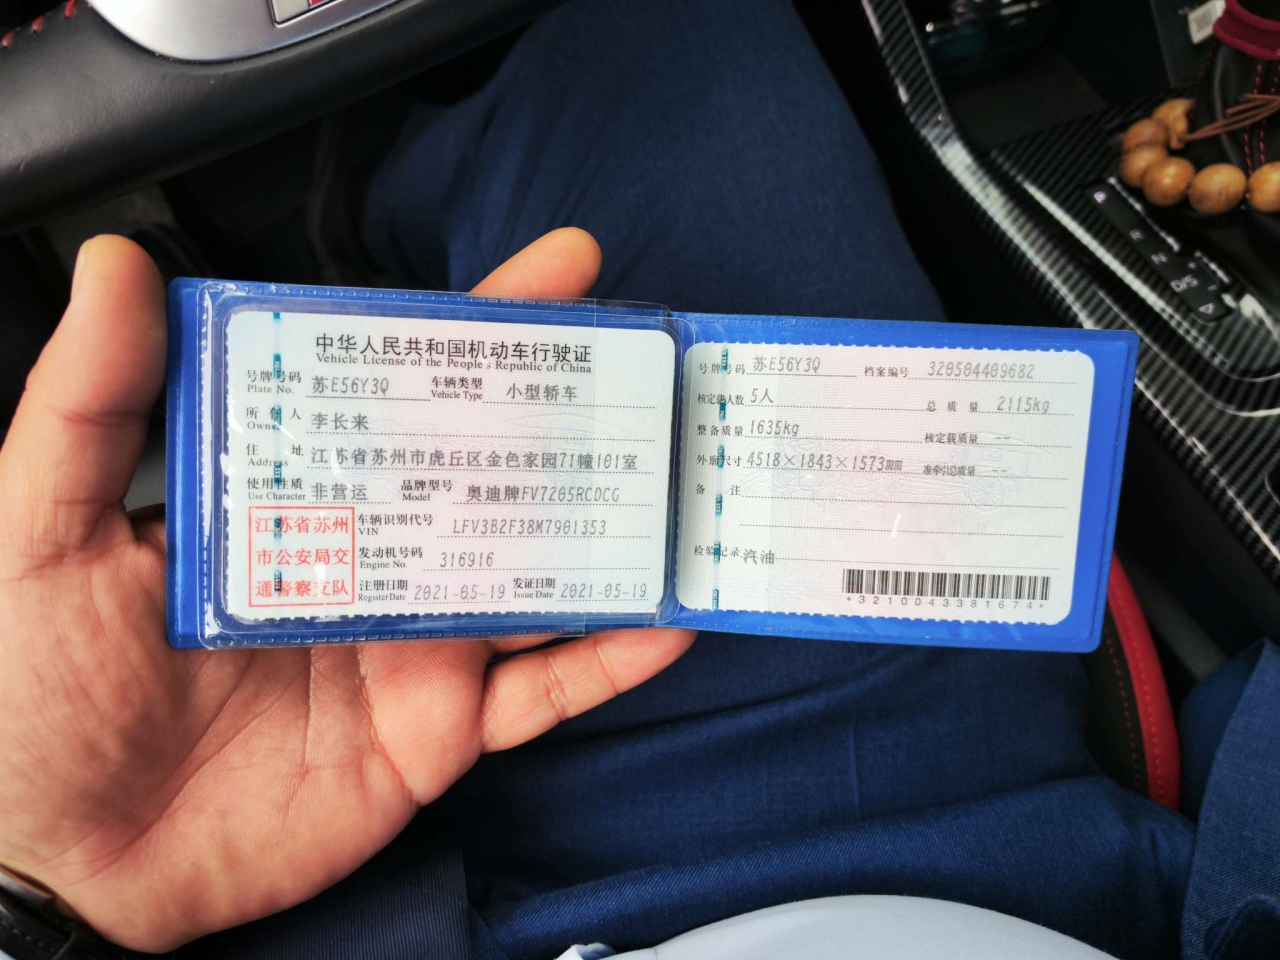 中华人民共和国机动车行驶证
Vehicle License of the People's Republic of China
号牌号码 苏E56Y3Q 车辆类型 小型轿车
Plate No. Vehicle Type
所有人 李长来
Owner
住址 江苏省苏州市虎丘区金色家园71幢101室
Address
使用性质 非营运 品牌型号 奥迪牌FV7205RCDCG
Use Character Model
江苏省苏州
市公安局交
通警察支队
车辆识别代号 LFV3B2F38M7901353
VIN
发动机号码 316916
Engine No.
注册日期 2021-05-19 发证日期 2021-05-19
Register Date Issue Date
号牌号码 苏E56Y3Q 档案编号 320504409682
核定载人数 5人 总质量 2115kg
整备质量 1635kg 核定载质量 --
外廓尺寸 4518×1843×1573mm 准牵引总质量 --
备注
检验记录 汽油
*3210043381674*
R
N
D/S